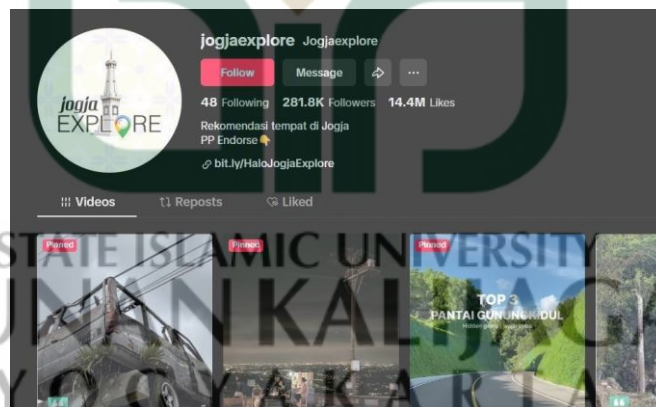 jogjaexplore Jogjaexplore
jogja
EXPLORE
Follow Message
48 Following 281.8K Followers 14.4M Likes
Rekomendasi tempat di Jogja
PP Endorse👇
bit.ly/HaloJogjaExplore
Videos Reposts Liked
Pinned Pinned Pinned
STATE ISLAMIC UNIVERSITY
SUNAN KALIJAGA
YOGYAKARTA
TOP 3
PANTAI GUNUNGKIDUL